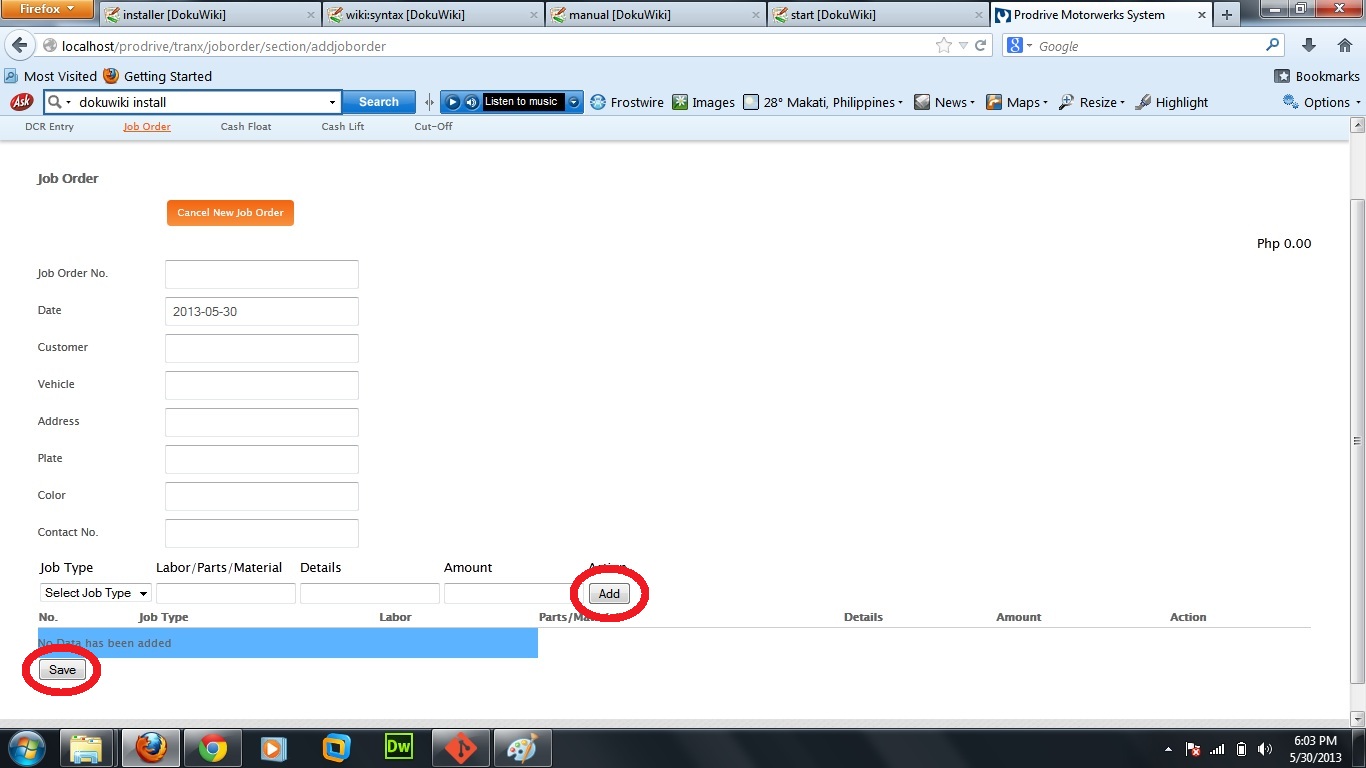 Firefox
installer [DokuWiki]
wiki:syntax [DokuWiki]
manual [DokuWiki]
start [DokuWiki]
Prodrive Motorwerks System
localhost/prodrive/tranx/joborder/section/addjoborder
Google
Most Visited Getting Started Bookmarks
Ask dokuwiki install Search Listen to music Frostwire Images 28° Makati, Philippines News Maps Resize Highlight Options
DCR Entry Job Order Cash Float Cash Lift Cut-Off
Job Order
Cancel New Job Order
Php 0.00
Job Order No.
Date 2013-05-30
Customer
Vehicle
Address
Plate
Color
Contact No.
Job Type Labor/Parts/Material Details Amount
Select Job Type Add
No. Job Type Labor Parts/Material Details Amount Action
No Data has been added
Save
Dw
6:03 PM
5/30/2013